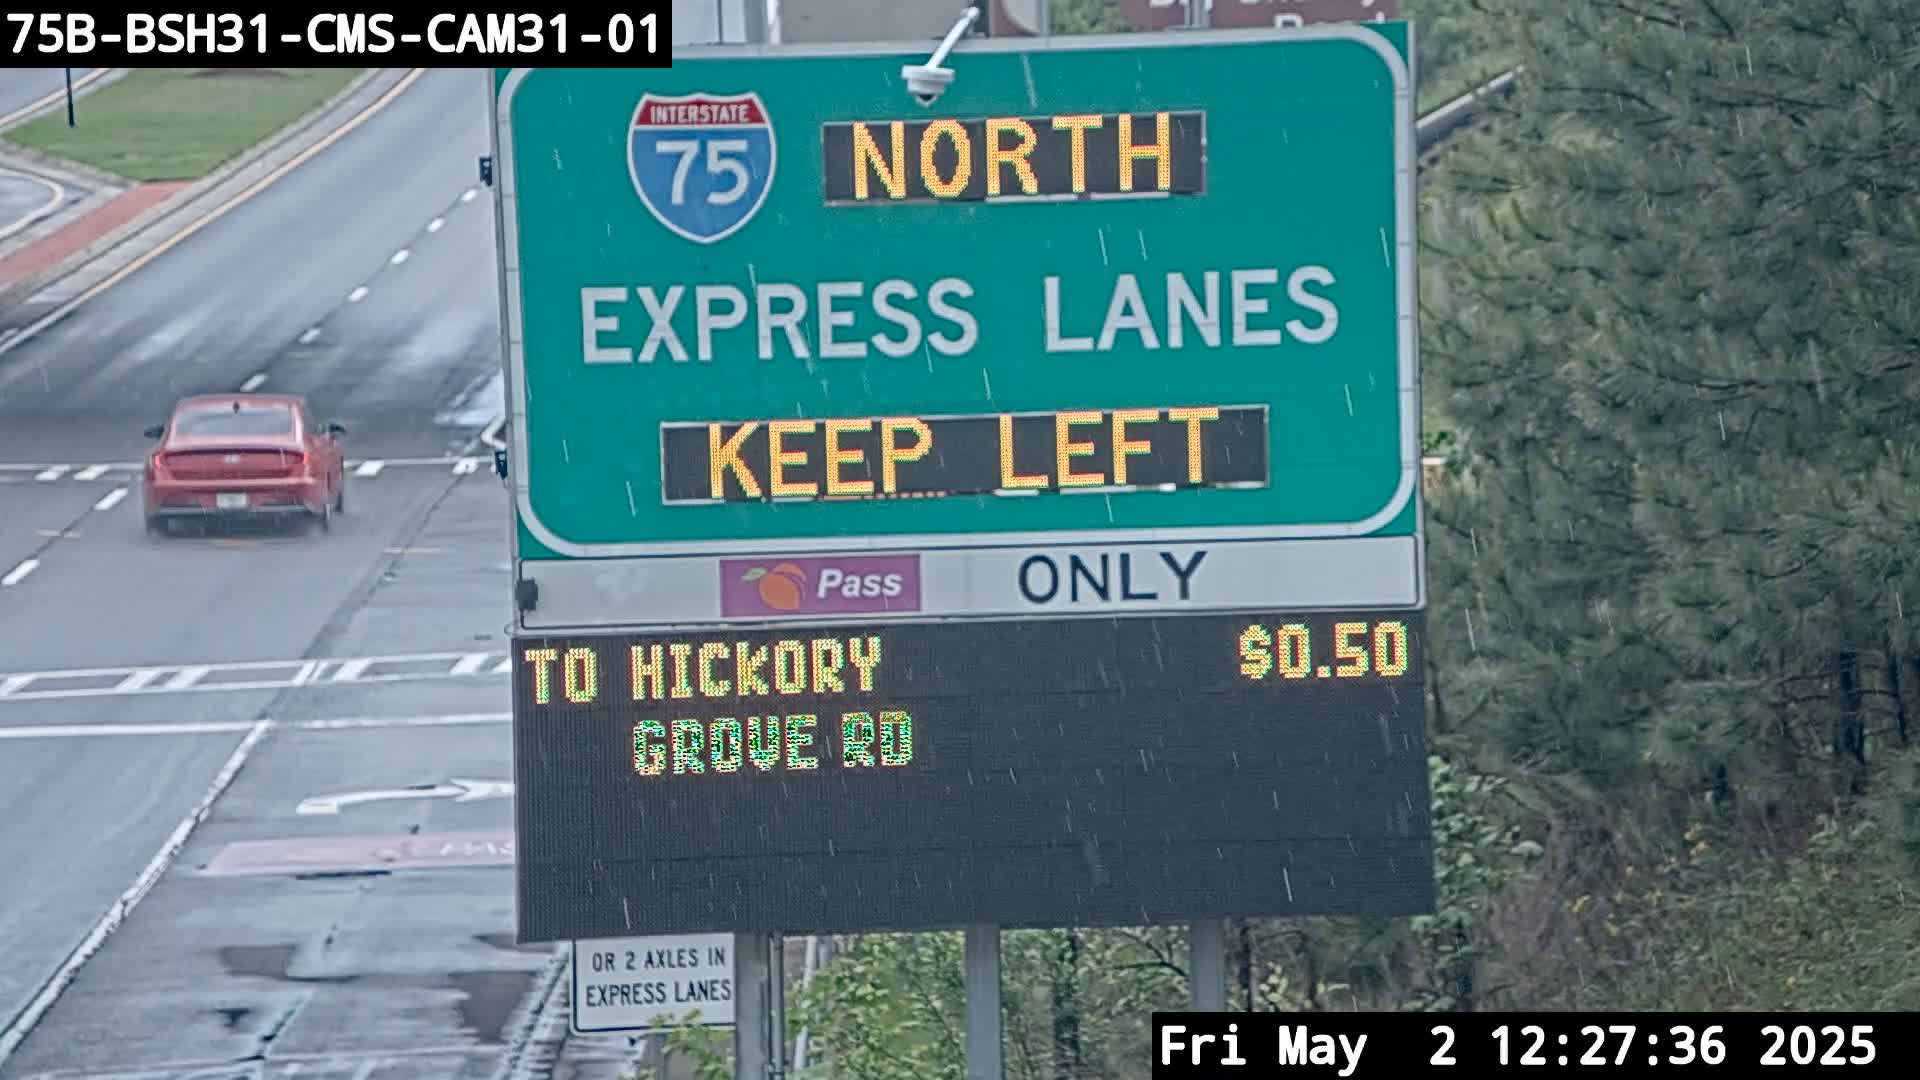 75B-BSH31-CMS-CAM31-01
INTERSTATE
75
NORTH
EXPRESS LANES
KEEP LEFT
Pass ONLY
TO HICKORY $0.50
GROVE RD
OR 2 AXLES IN
EXPRESS LANES
Fri May 2 12:27:36 2025